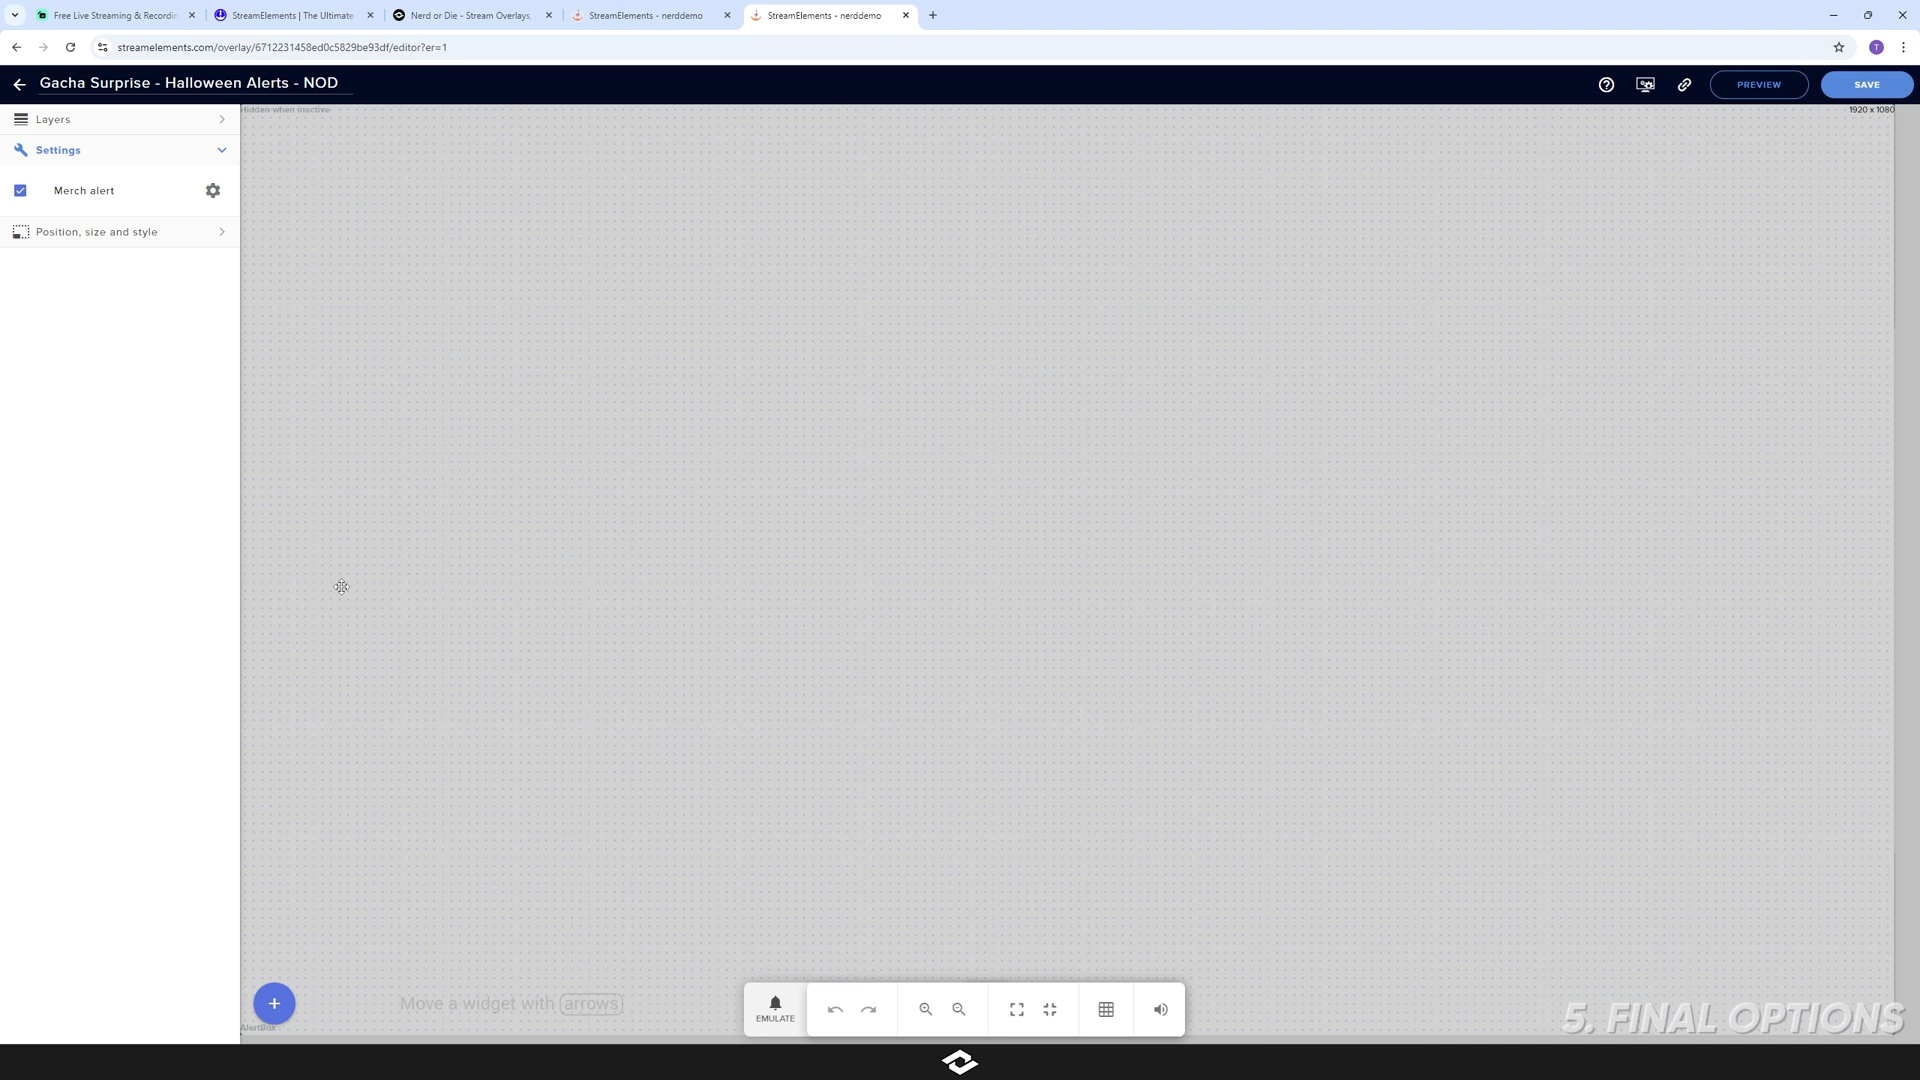 Free Live Streaming & Recordin
StreamElements | The Ultimate
Nerd or Die - Stream Overlays,
StreamElements - nerddemo
StreamElements - nerddemo
streamelements.com/overlay/6712231458ed0c5829be93df/editor?er=1
T
Gacha Surprise - Halloween Alerts - NOD
PREVIEW
SAVE
Hidden when inactive
1920 x 1080
Layers
Settings
Merch alert
Position, size and style
Move a widget with arrows
EMULATE
AlertBox
5. FINAL OPTIONS